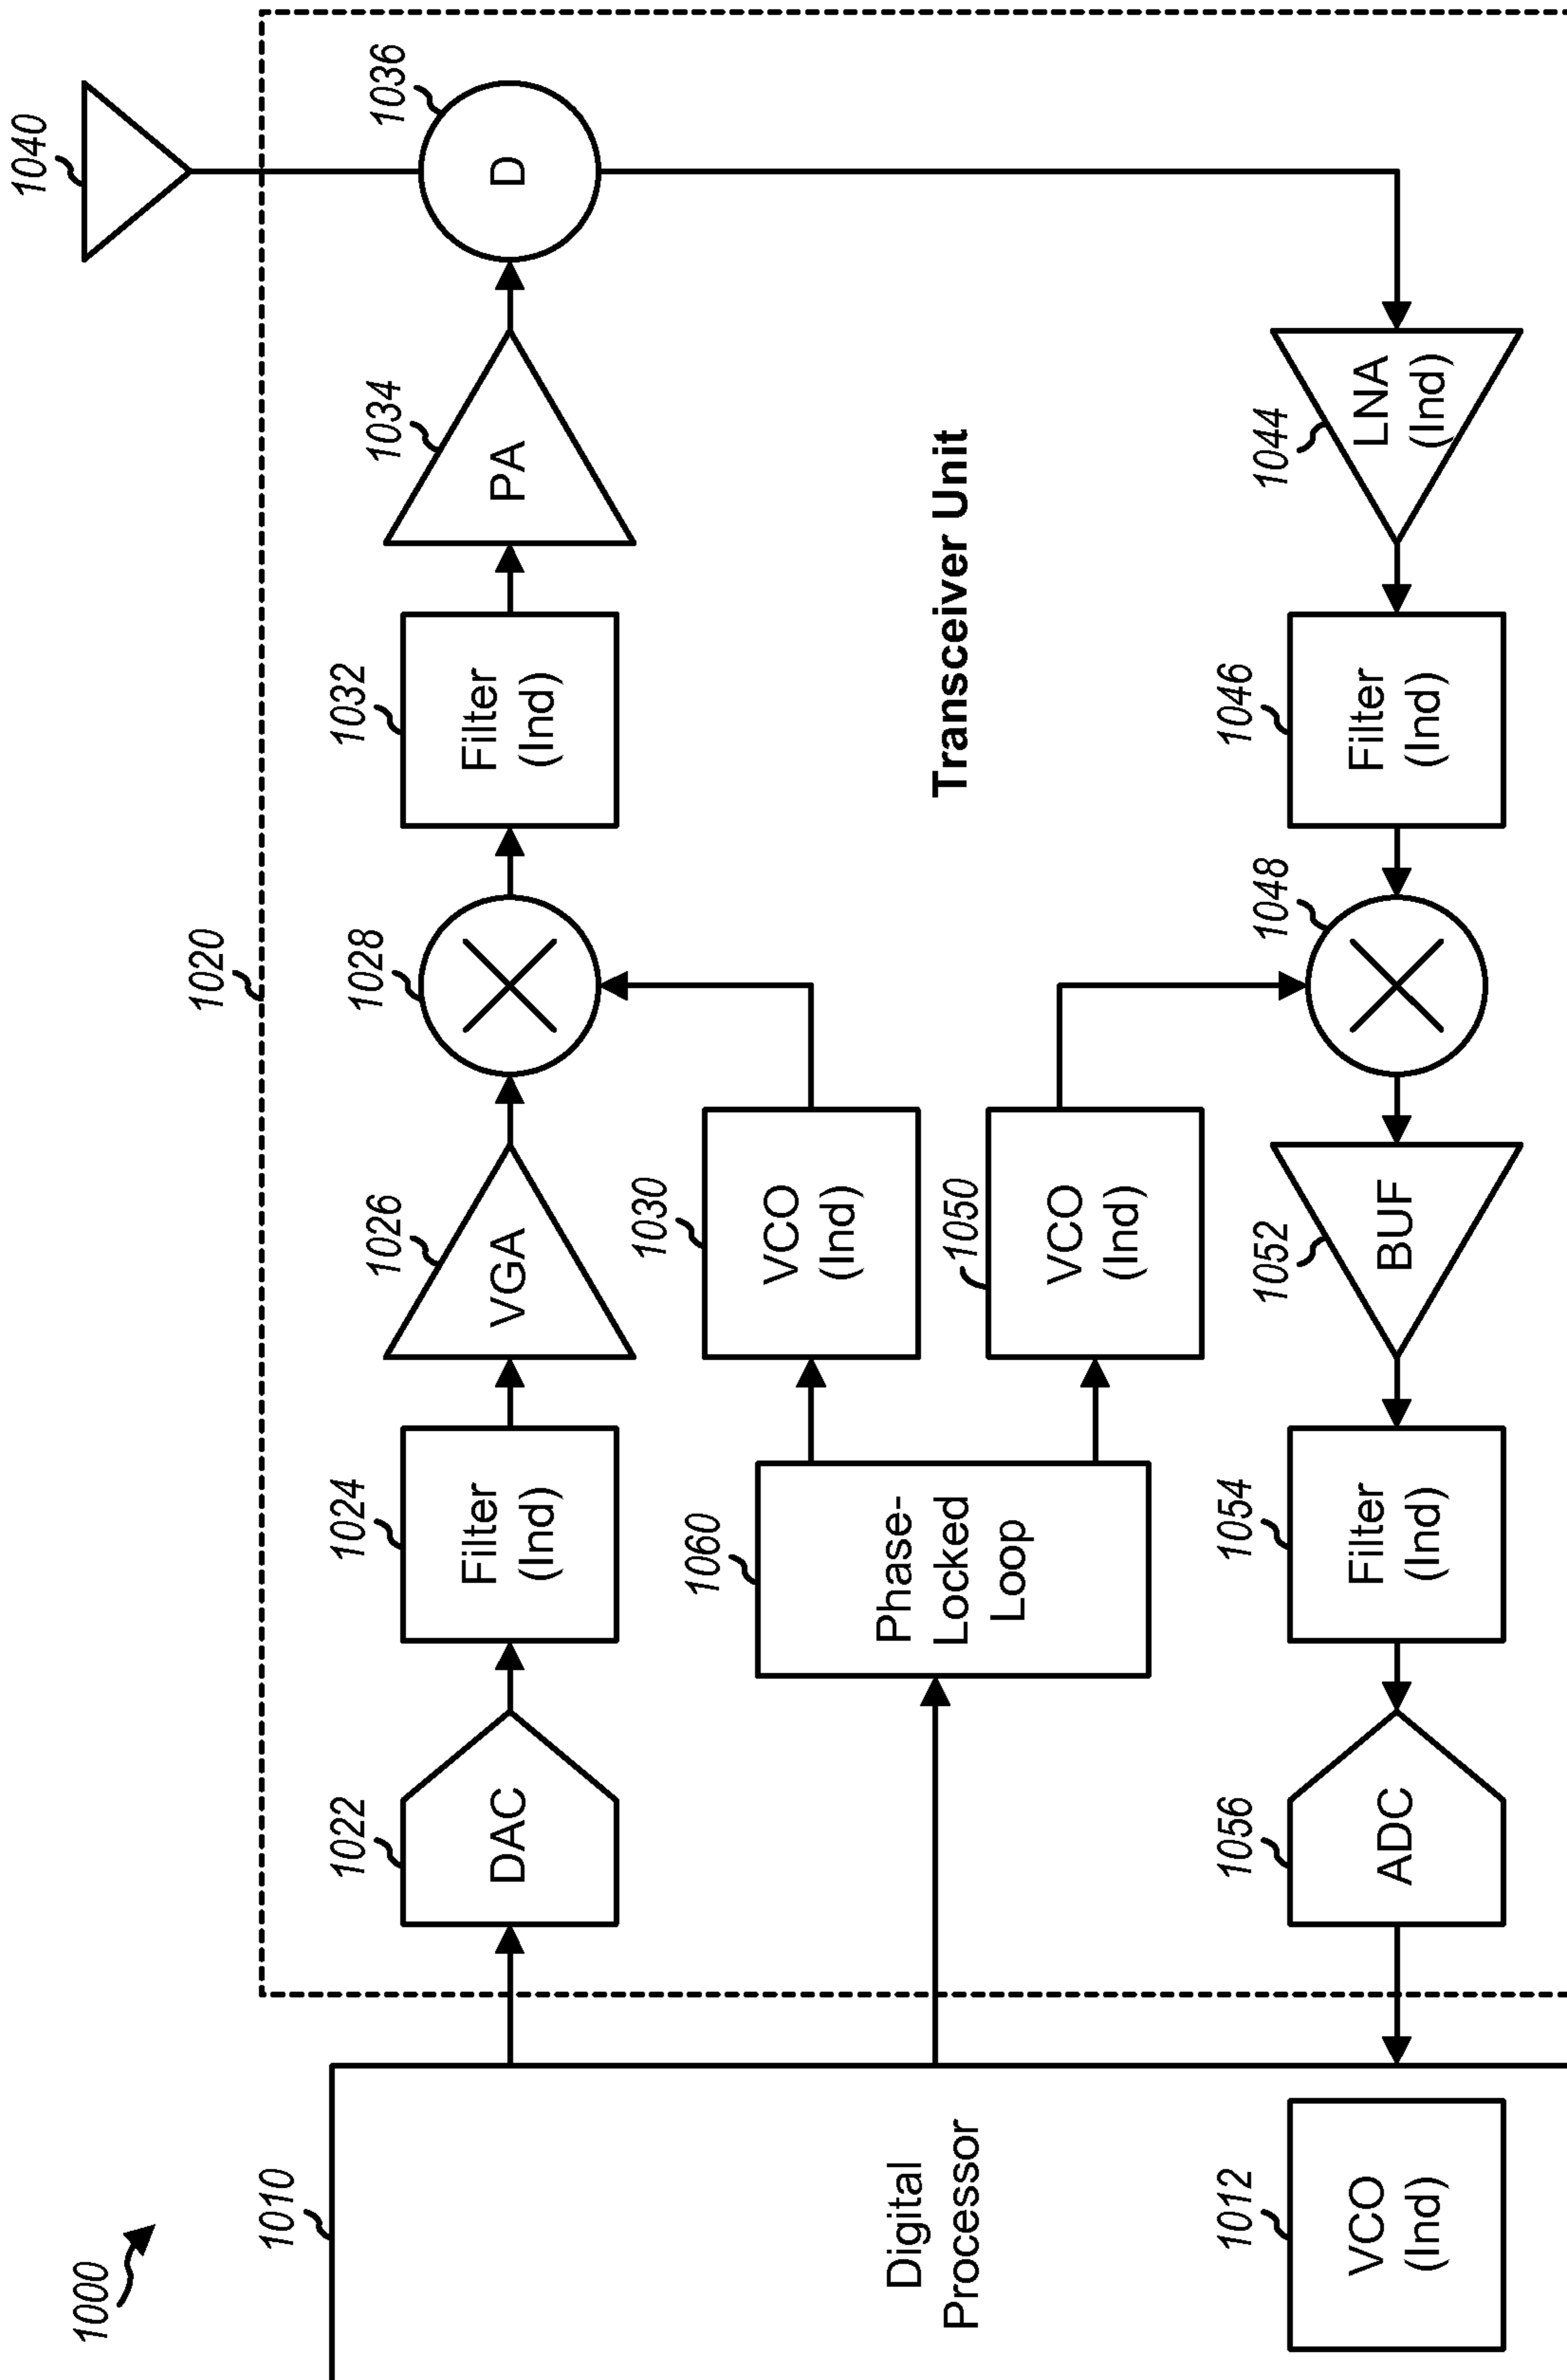 1000
1010
Digital
Processor
1012
VCO
(Ind)
1020
1022
DAC
1024
Filter
(Ind)
1026
VGA
1028
1032
Filter
(Ind)
1034
PA
1036
D
1040
1060
Phase-
Locked
Loop
1030
VCO
(Ind)
1050
VCO
(Ind)
Transceiver Unit
1056
ADC
1054
Filter
(Ind)
1052
BUF
1048
1046
Filter
(Ind)
1044
LNA
(Ind)